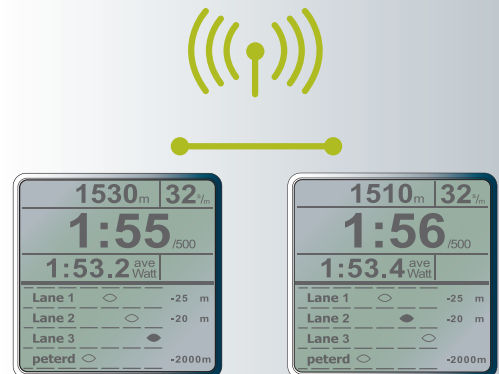 1530m 32s/m
1:55 /500
1:53.2 ave Watt
Lane 1 -25 m
Lane 2 -20 m
Lane 3
peterd -2000m
1510m 32s/m
1:56 /500
1:53.4 ave Watt
Lane 1 -25 m
Lane 2 -20 m
Lane 3
peterd -2000m